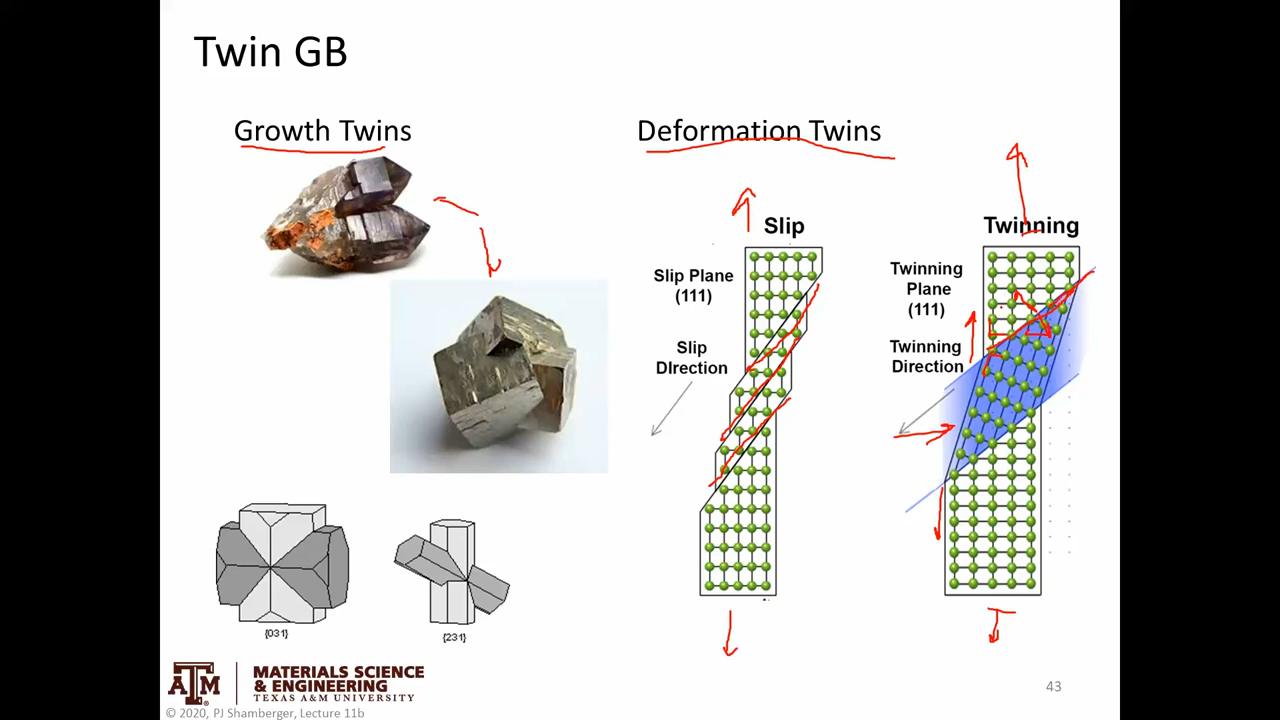 Twin GB
Growth Twins
Deformation Twins
Slip
Slip Plane
(111)
Slip
DIrection
Twinning
Twinning
Plane
(111)
Twinning
Direction
{031}
{231}
ATM
MATERIALS SCIENCE
& ENGINEERING
TEXAS A&M UNIVERSITY
© 2020, PJ Shamberger, Lecture 11b
43